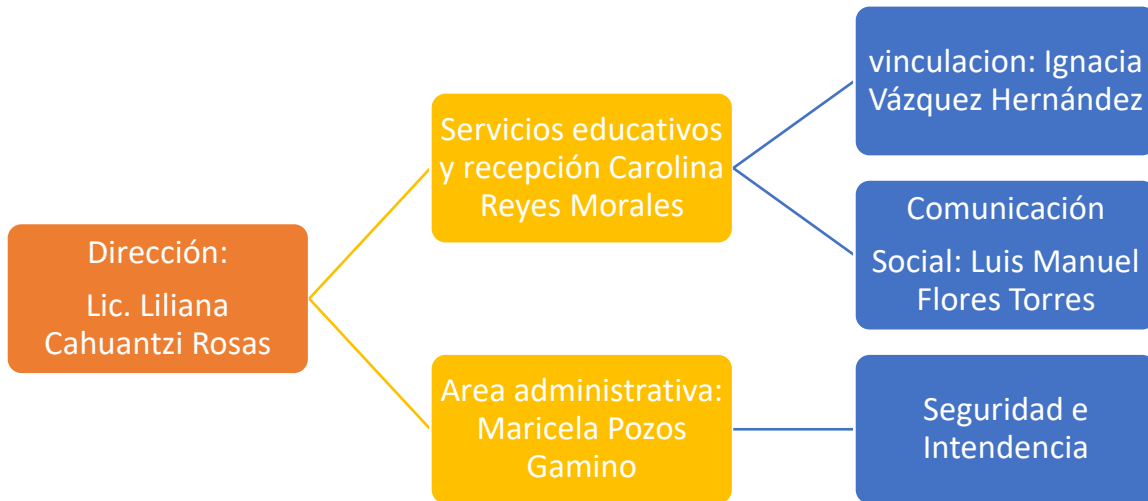 Dirección:
Lic. Liliana
Cahuantzi Rosas
Servicios educativos
y recepción Carolina
Reyes Morales
vinculacion: Ignacia
Vázquez Hernández
Comunicación
Social: Luis Manuel
Flores Torres
Area administrativa:
Maricela Pozos
Gamino
Seguridad e
Intendencia